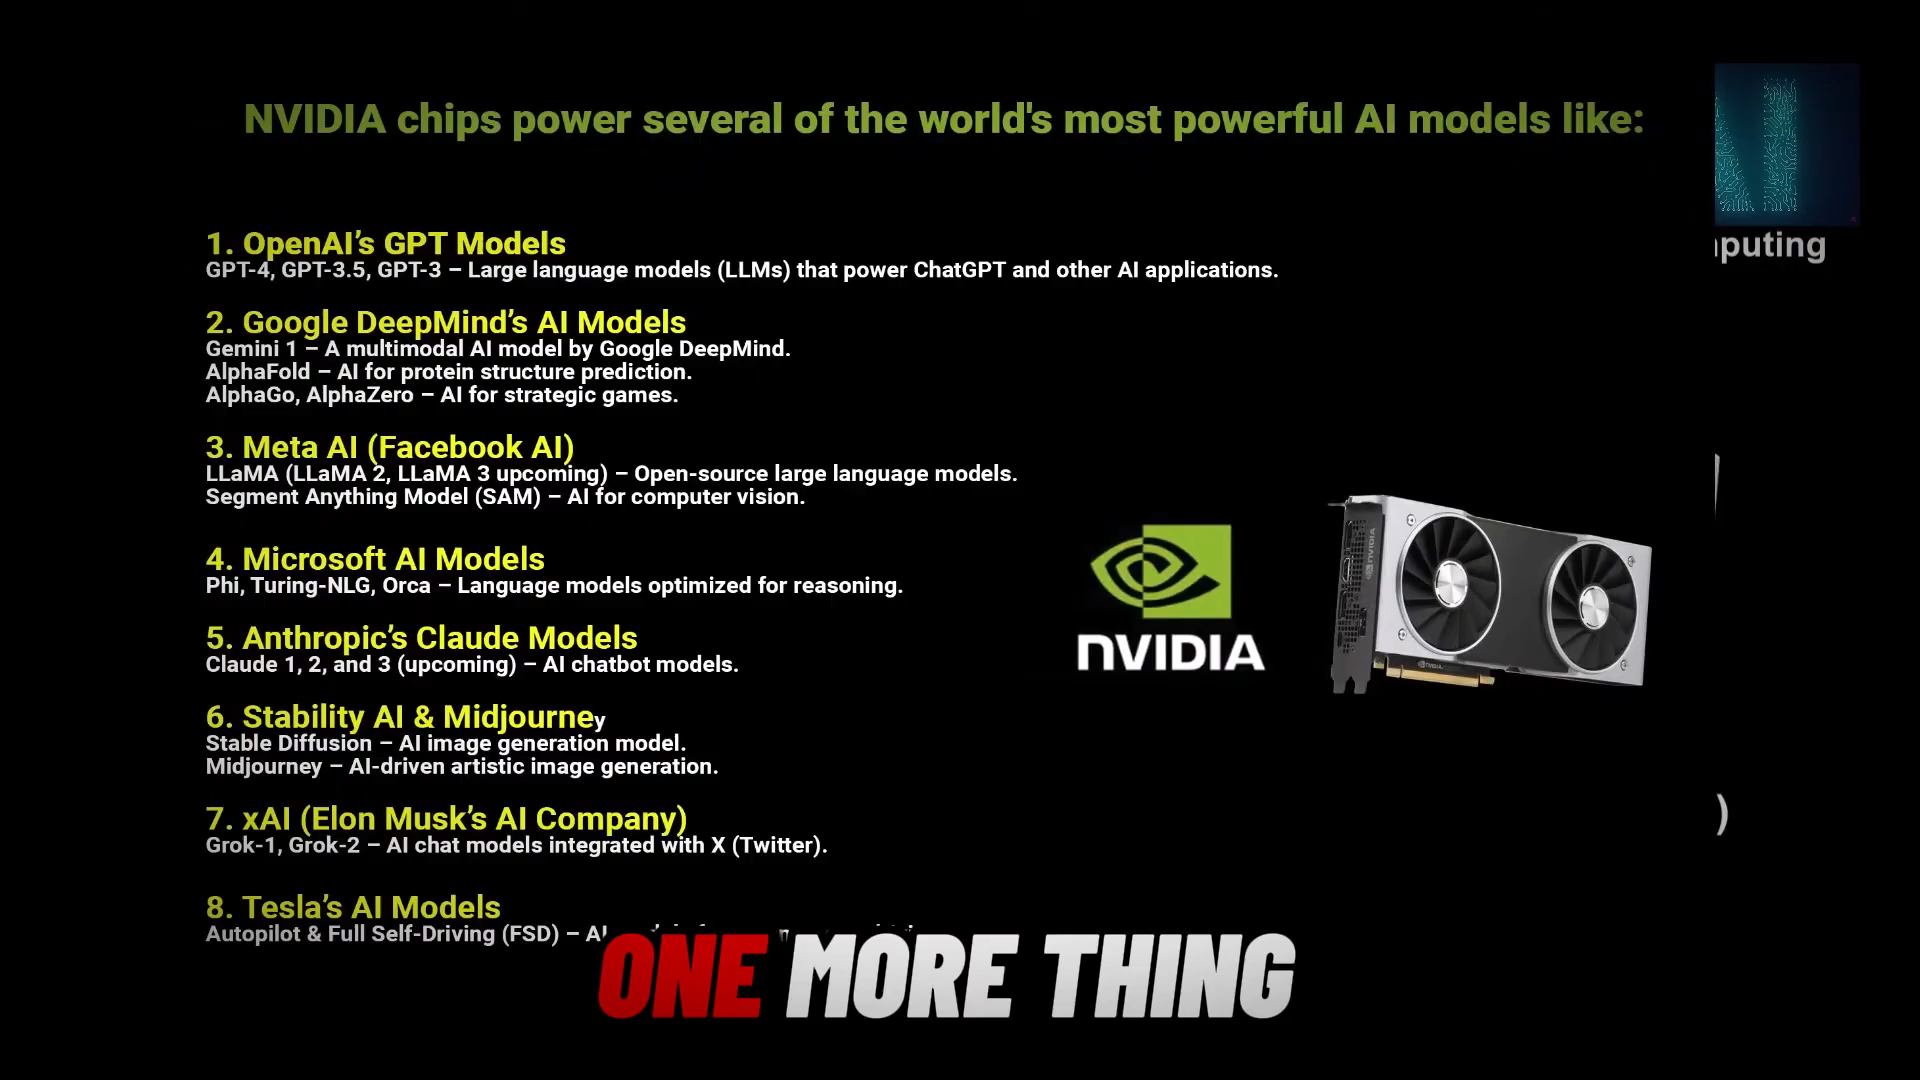 NVIDIA chips power several of the world's most powerful AI models like:
1. OpenAI’s GPT Models
GPT-4, GPT-3.5, GPT-3 – Large language models (LLMs) that power ChatGPT and other AI applications.
2. Google DeepMind’s AI Models
Gemini 1 – A multimodal AI model by Google DeepMind.
AlphaFold – AI for protein structure prediction.
AlphaGo, AlphaZero – AI for strategic games.
3. Meta AI (Facebook AI)
LLaMA (LLaMA 2, LLaMA 3 upcoming) – Open-source large language models.
Segment Anything Model (SAM) – AI for computer vision.
4. Microsoft AI Models
Phi, Turing-NLG, Orca – Language models optimized for reasoning.
5. Anthropic’s Claude Models
Claude 1, 2, and 3 (upcoming) – AI chatbot models.
6. Stability AI & Midjourney
Stable Diffusion – AI image generation model.
Midjourney – AI-driven artistic image generation.
7. xAI (Elon Musk’s AI Company)
Grok-1, Grok-2 – AI chat models integrated with X (Twitter).
8. Tesla’s AI Models
Autopilot & Full Self-Driving (FSD) – AI
ONE MORE THING
NVIDIA
NVIDIA
AI
puting
)